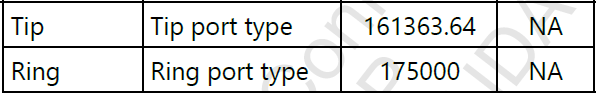 Tip Tip port type 161363.64 NA
Ring Ring port type 175000 NA